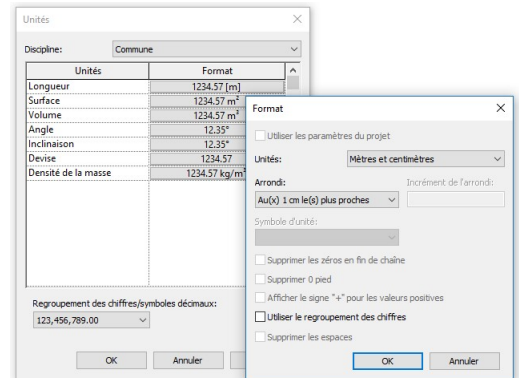 Unités
Discipline: Commune
Unités Format
Longueur 1234.57 [m]
Surface 1234.57 m²
Volume 1234.57 m³
Angle 12.35°
Inclinaison 12.35°
Devise 1234.57
Densité de la masse 1234.57 kg/m³
Regroupement des chiffres/symboles décimaux:
123,456,789.00
OK Annuler
Format
Utiliser les paramètres du projet
Unités: Mètres et centimètres
Arrondi: Incrément de l'arrondi:
Au(x) 1 cm le(s) plus proches
Symbole d'unité:
Supprimer les zéros en fin de chaîne
Supprimer 0 pied
Afficher le signe "+" pour les valeurs positives
Utiliser le regroupement des chiffres
Supprimer les espaces
OK Annuler